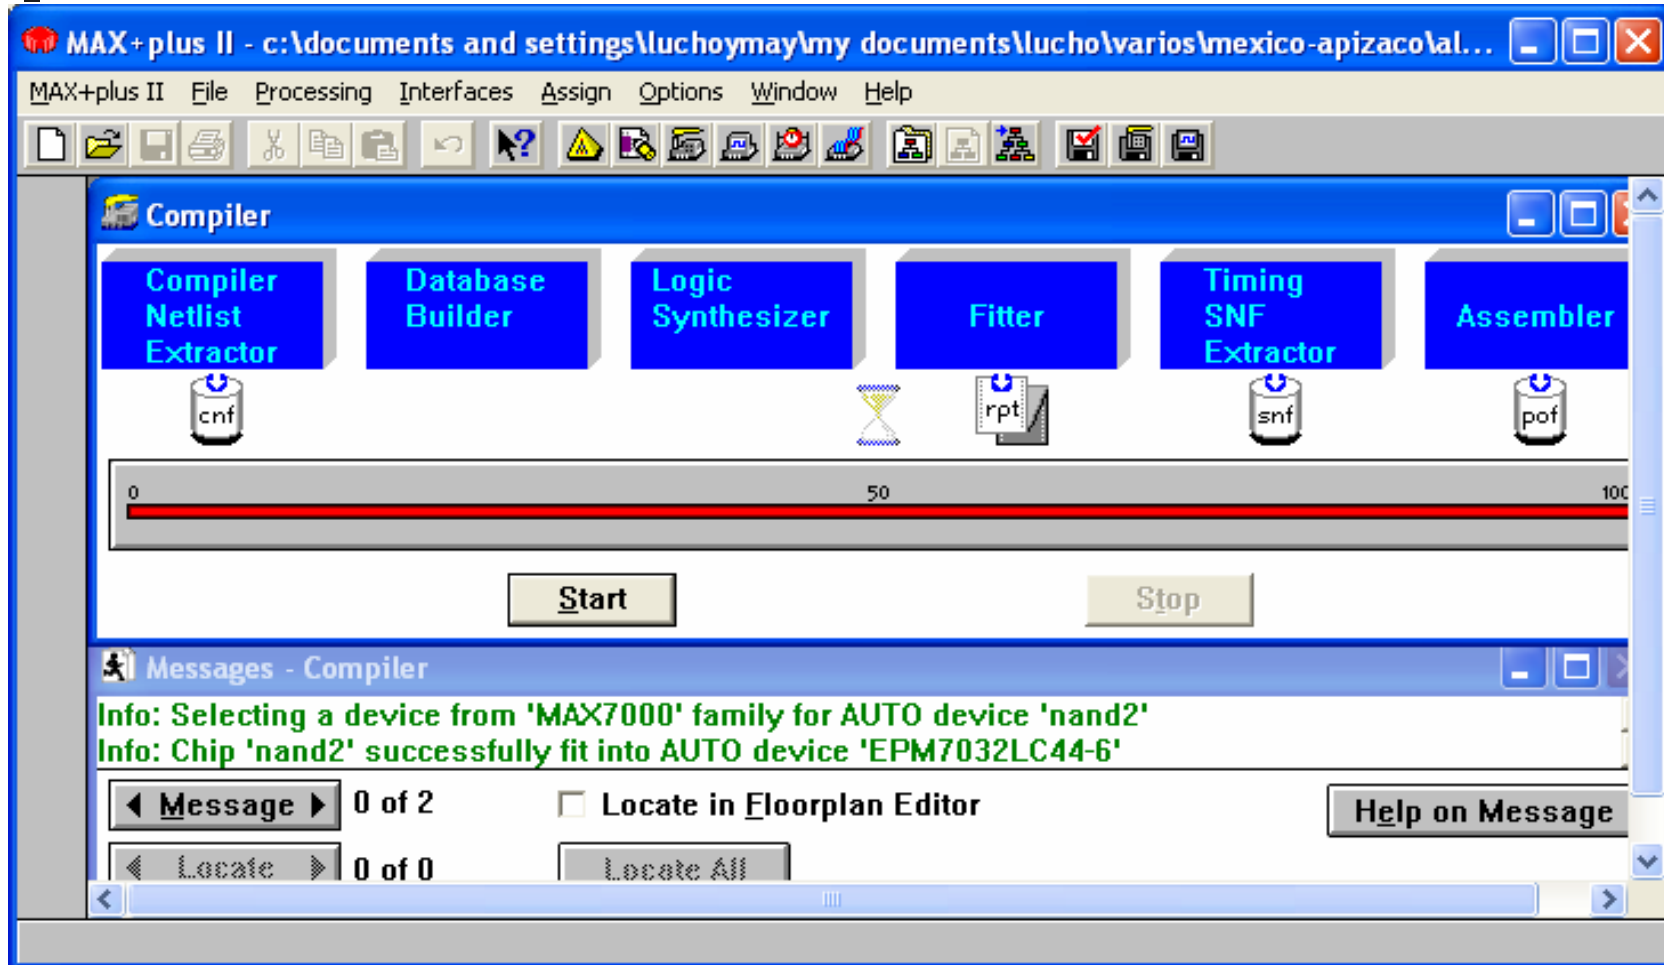 MAX+plus II - c:\documents and settings\luchoymay\my documents\lucho\varios\mexico-apizaco\al...
MAX+plus II File Processing Interfaces Assign Options Window Help
Compiler
Compiler
Netlist
Extractor
Database
Builder
Logic
Synthesizer
Fitter
Timing
SNF
Extractor
Assembler
cnf
rpt
snf
pof
0 50 100
Start Stop
Messages - Compiler
Info: Selecting a device from 'MAX7000' family for AUTO device 'nand2'
Info: Chip 'nand2' successfully fit into AUTO device 'EPM7032LC44-6'
Message 0 of 2 Locate in Floorplan Editor Help on Message
Locate 0 of 0 Locate All